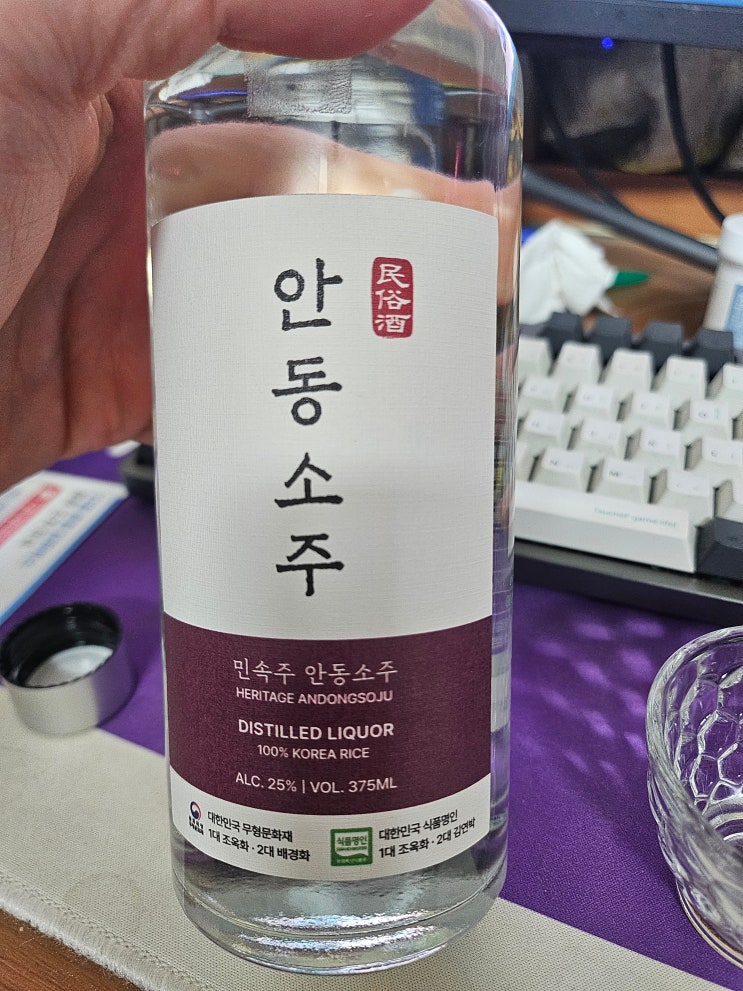 안동소주
民俗酒
민속주 안동소주
HERITAGE ANDONGSOJU
DISTILLED LIQUOR
100% KOREA RICE
ALC. 25% | VOL. 375ML
대한민국 무형문화재
1대 조옥화 · 2대 배경화
식품명인
대한민국 식품명인
1대 조옥화 · 2대 김연박